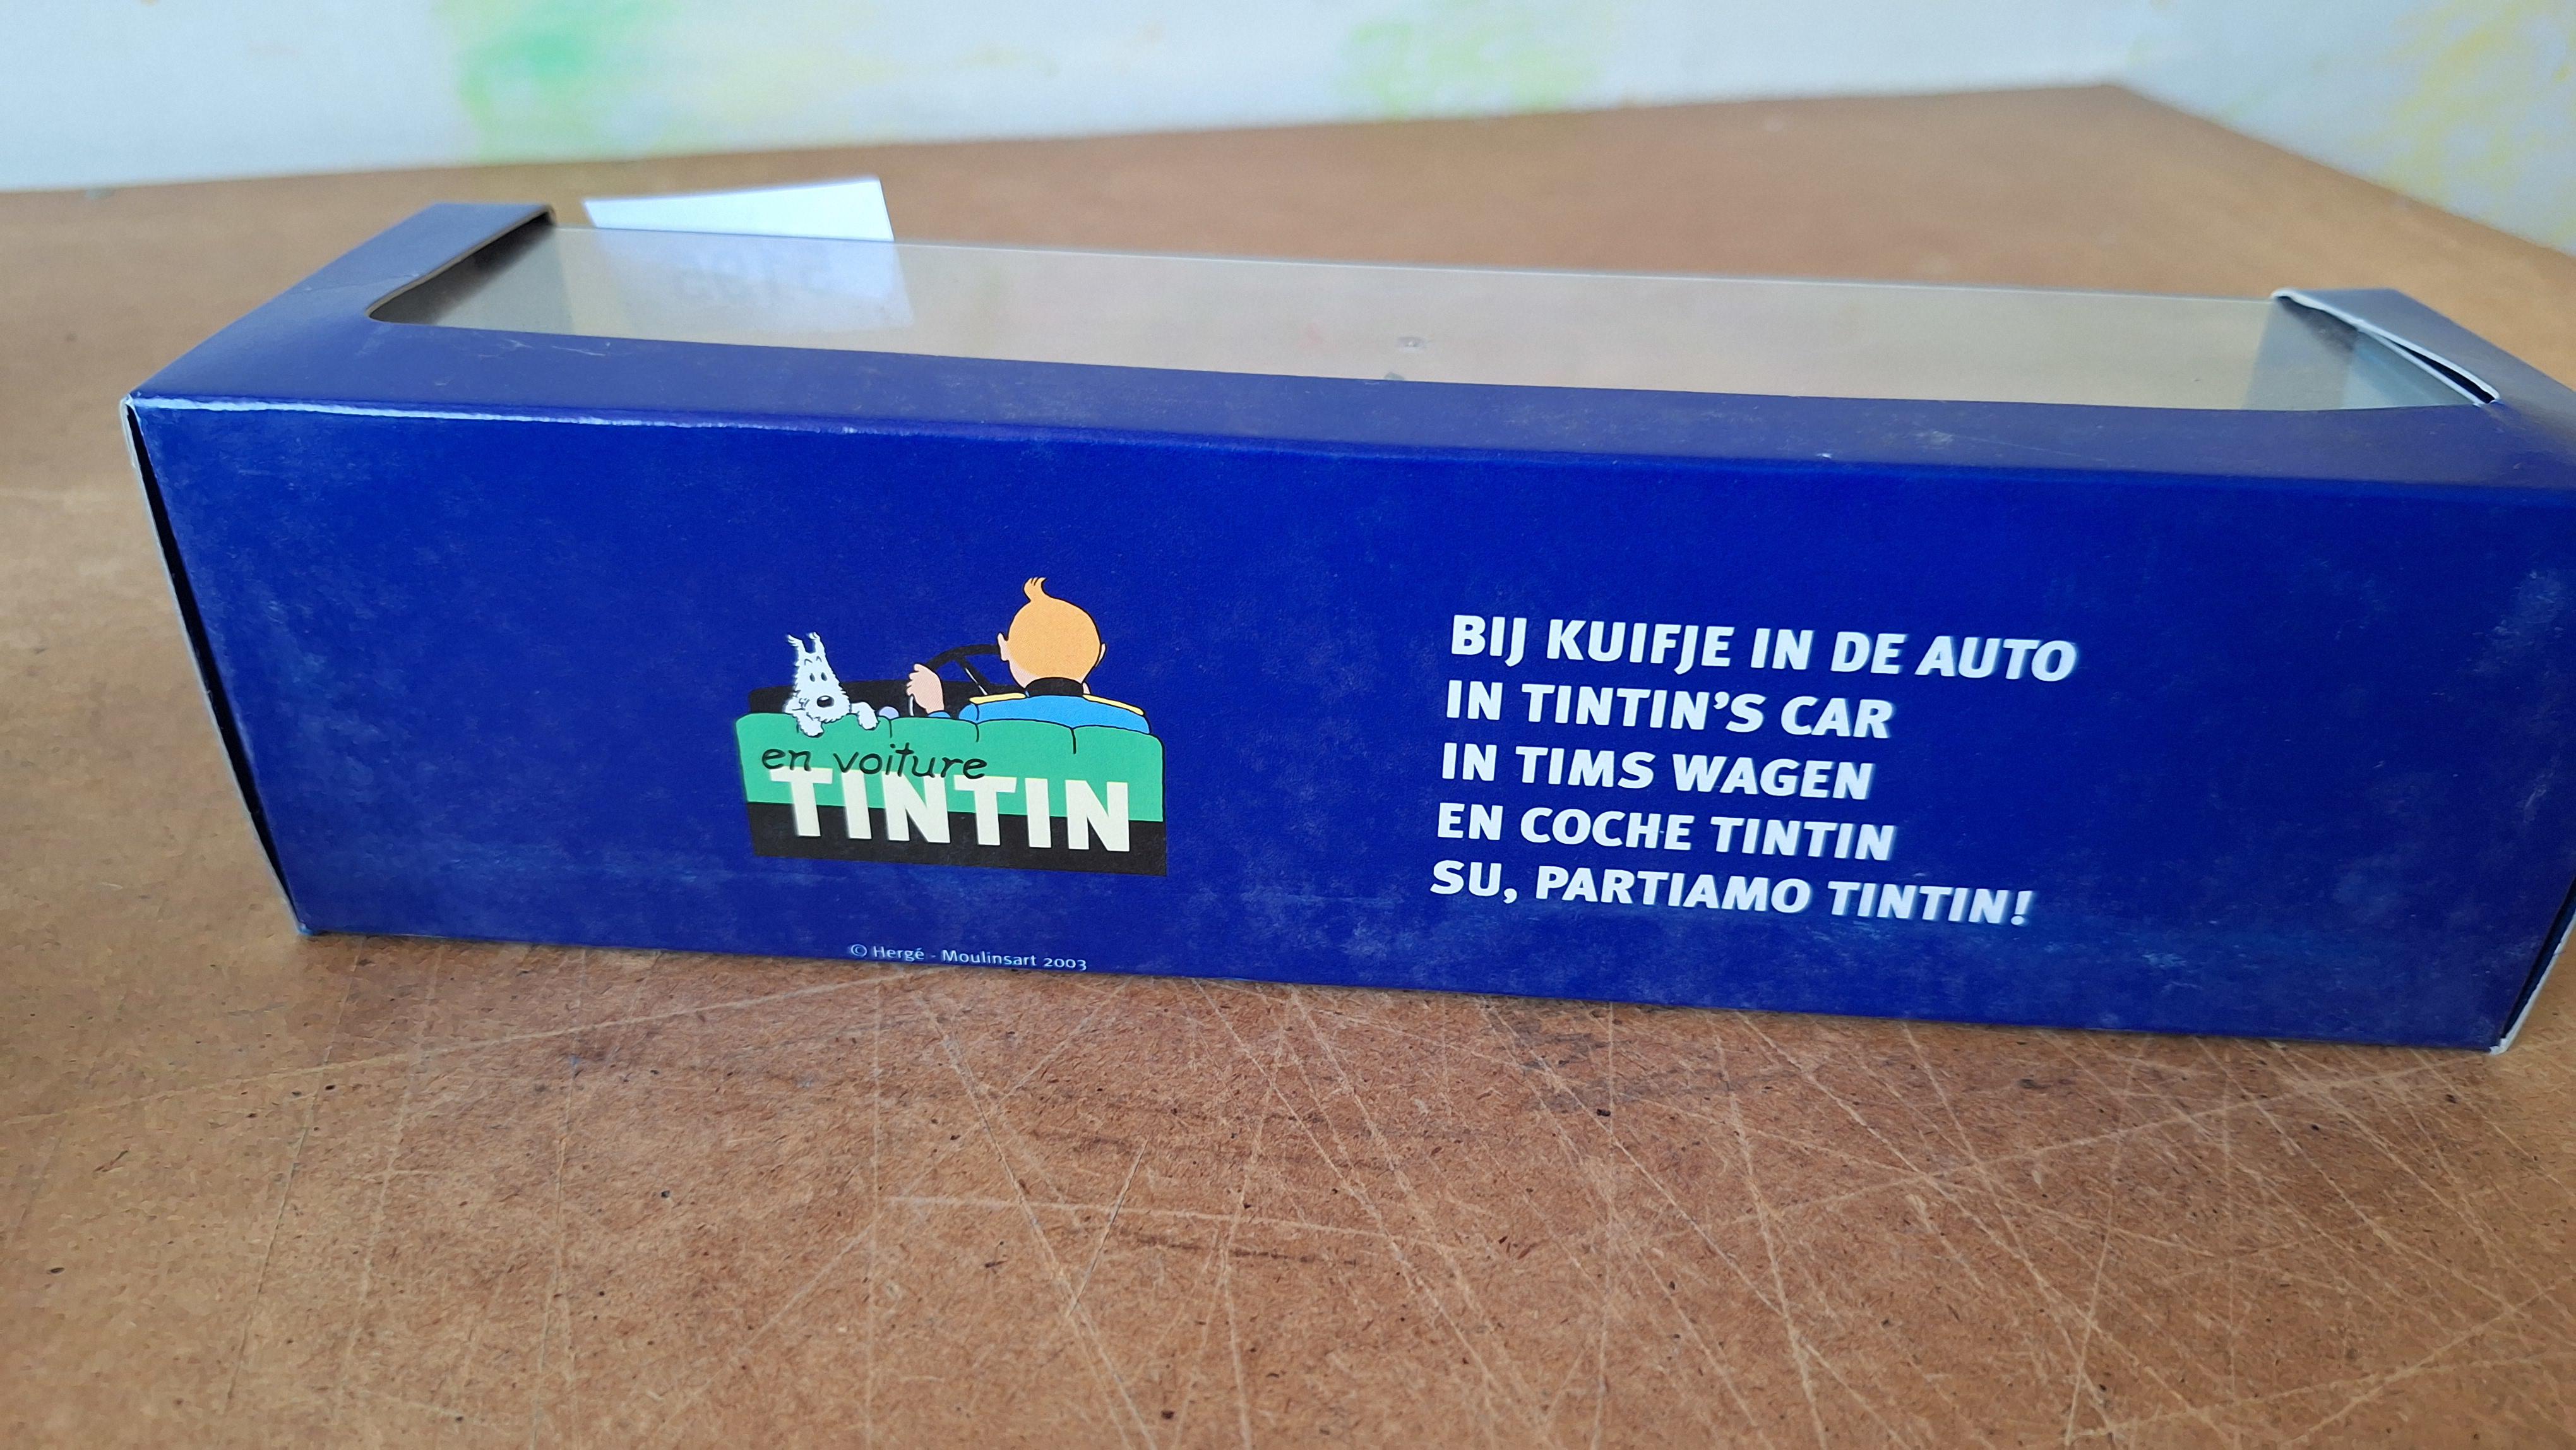 en voiture
TINTIN
BIJ KUIFJE IN DE AUTO
IN TINTIN'S CAR
IN TIMS WAGEN
EN COCHE TINTIN
SU, PARTIAMO TINTIN!
© Hergé - Moulinsart 2003